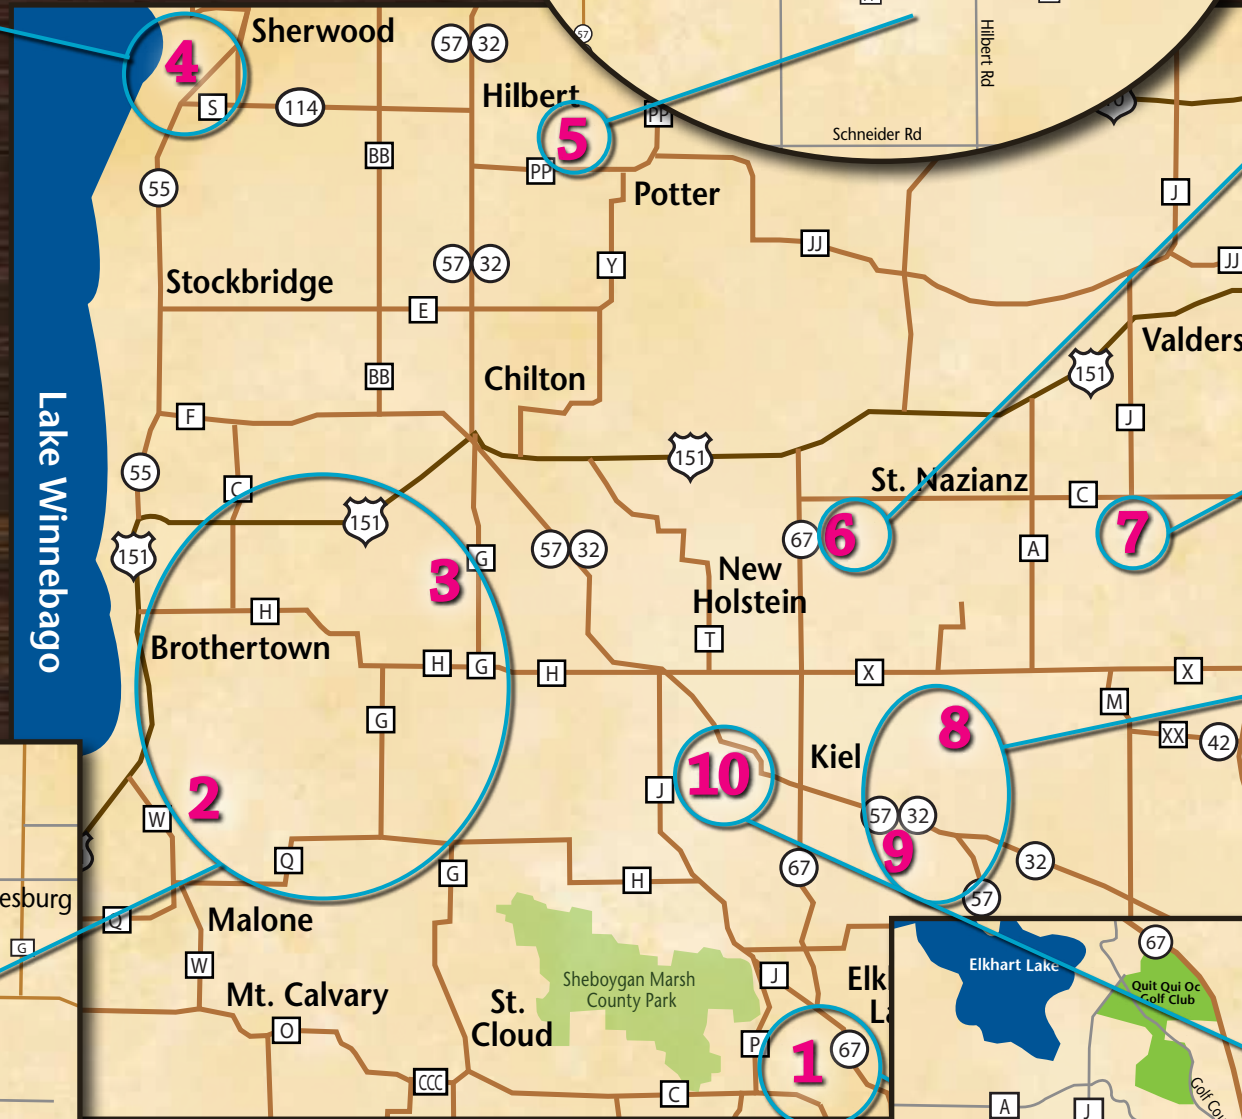 Sherwood
57
32
57
Hilbert Rd
4
S
114
Hilbert
PP
5
Schneider Rd
BB
PP
Potter
55
J
JJ
57
32
Y
JJ
Stockbridge
E
Valders
BB
Chilton
151
Lake Winnebago
F
J
55
151
C
St. Nazianz
C
151
151
3
G
57
32
67
6
7
A
New
Holstein
H
T
Brothertown
H
G
H
X
X
G
M
8
XX
42
Kiel
10
J
2
W
57
32
9
Q
G
H
67
32
57
esburg
Q
Malone
G
W
Sheboygan Marsh
County Park
J
Elk
L
Mt. Calvary
St.
Cloud
O
P
1
67
CCC
C
67
Elkhart Lake
Quit Qui Oc
Golf Club
Golf Cou
A
J